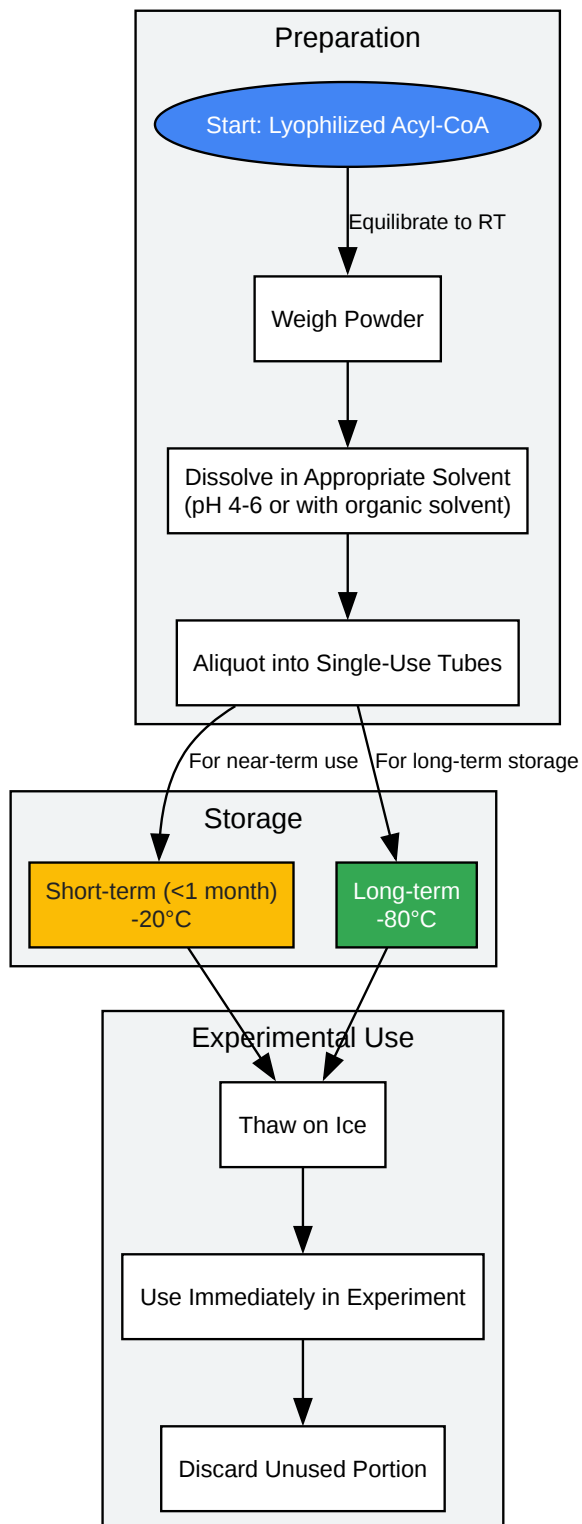 Preparation
Start: Lyophilized Acyl-CoA
Equilibrate to RT
Weigh Powder
Dissolve in Appropriate Solvent
(pH 4-6 or with organic solvent)
Aliquot into Single-Use Tubes
For near-term use
For long-term storage
Storage
Short-term (<1 month)
-20°C
Long-term
-80°C
Experimental Use
Thaw on Ice
Use Immediately in Experiment
Discard Unused Portion